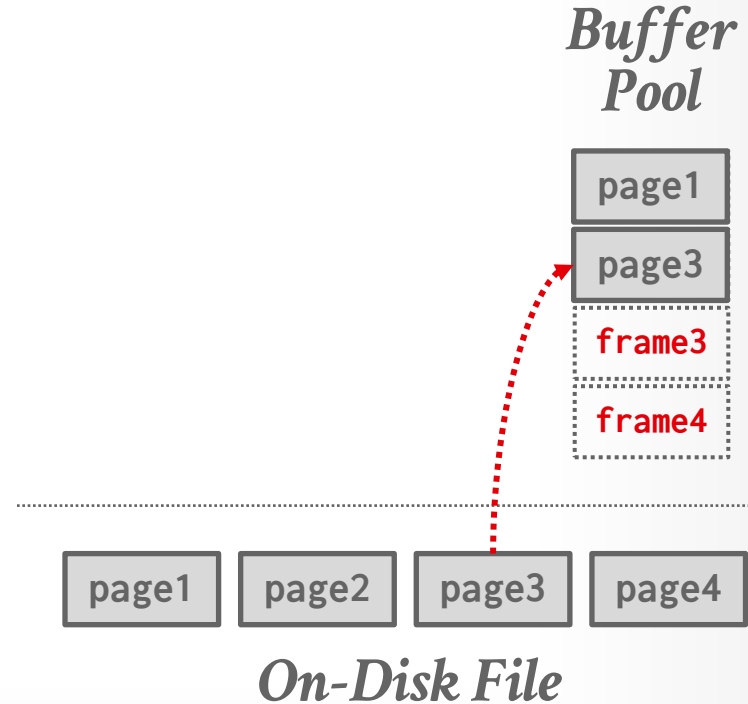 Buffer
Pool
page1
page3
frame3
frame4
page1 page2 page3 page4
On-Disk File